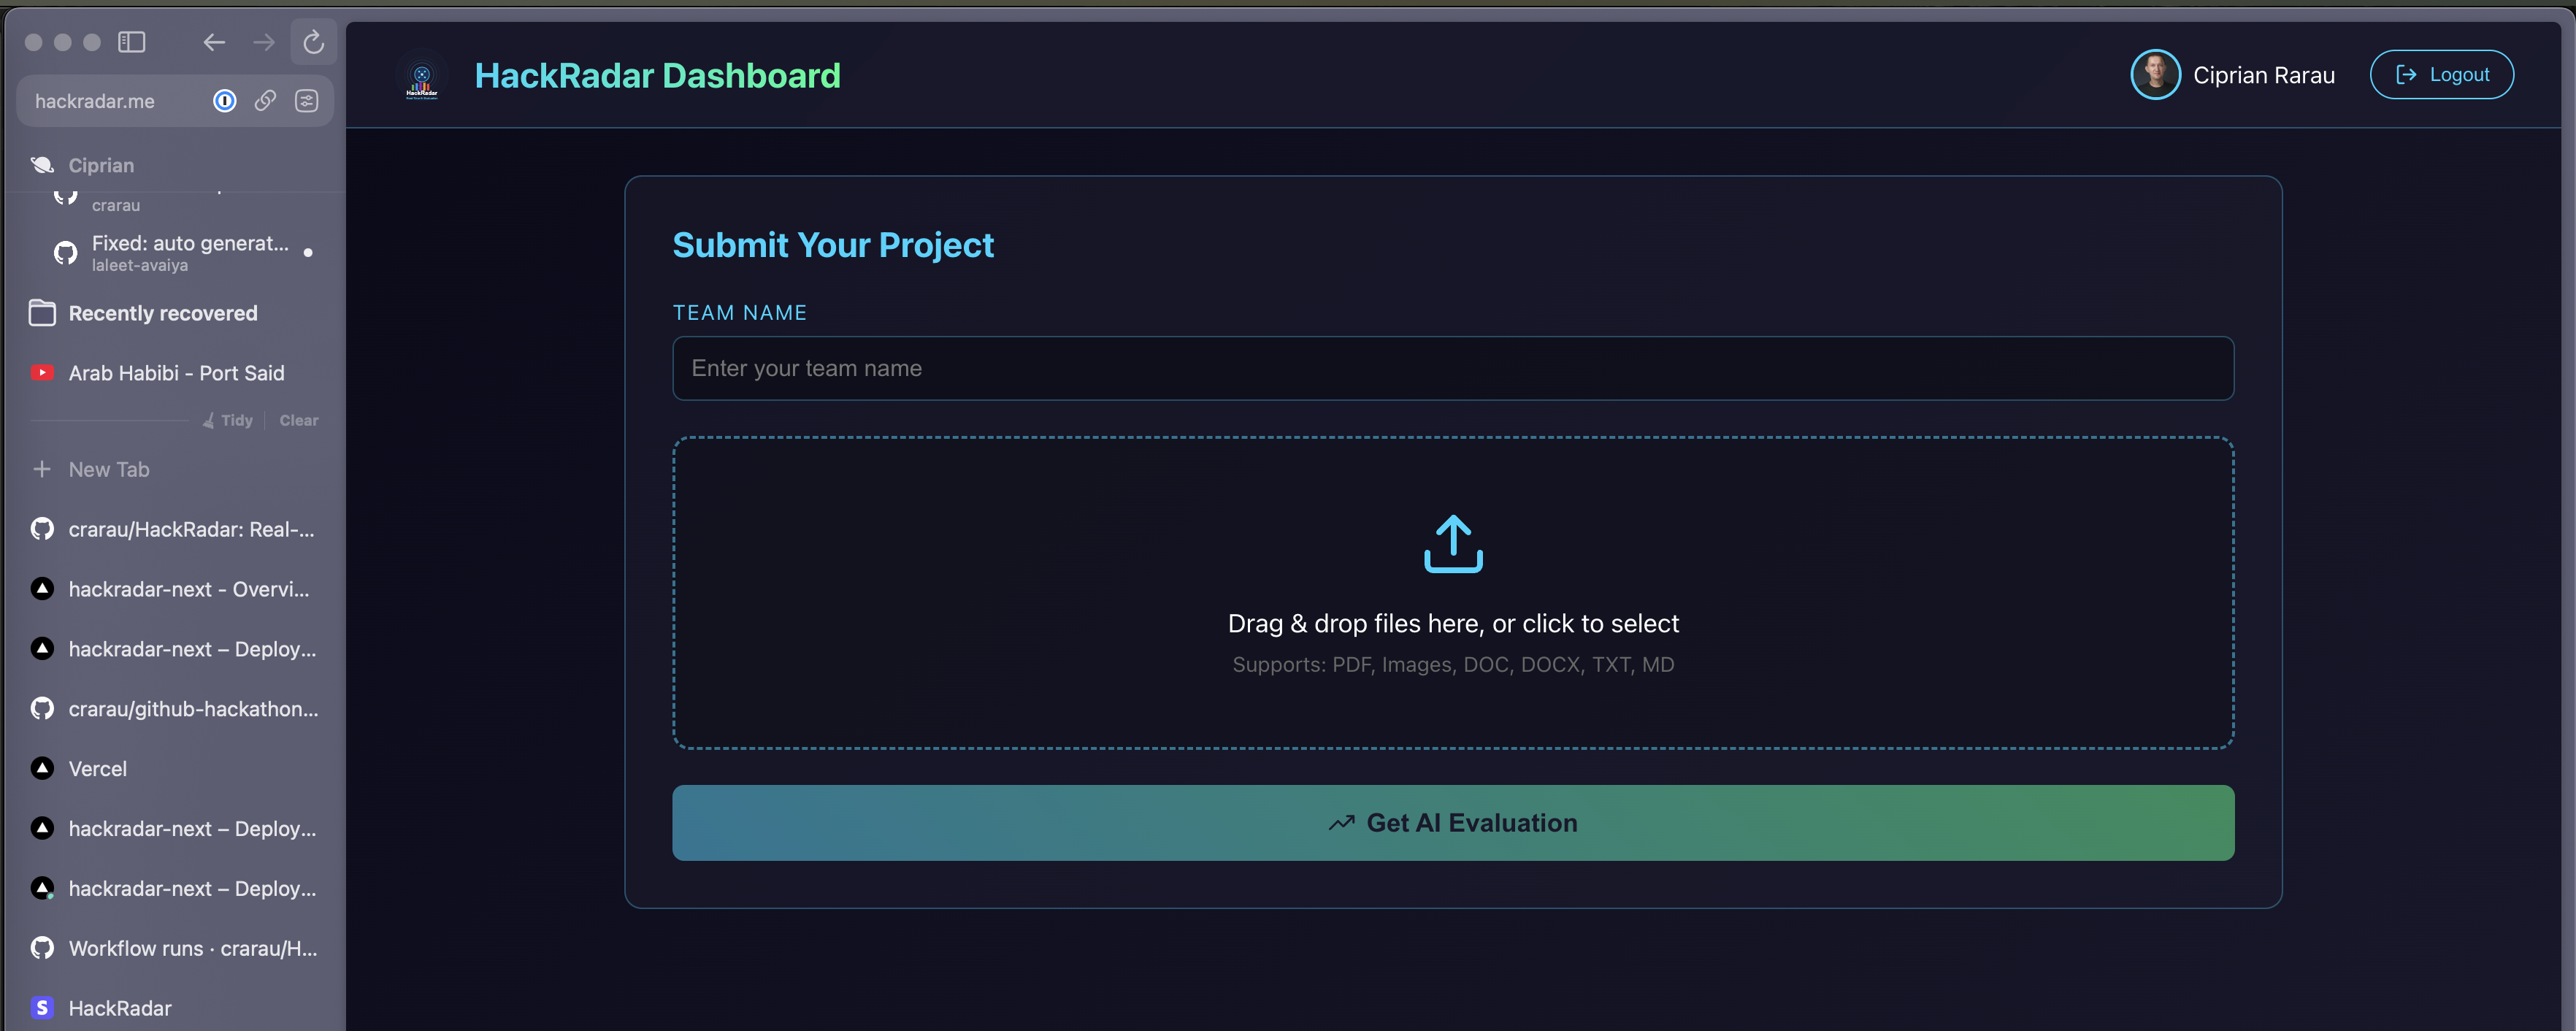 hackradar.me
Ciprian
crarau
Fixed: auto generat...
laleet-avaiya
Recently recovered
Arab Habibi - Port Said
Tidy
Clear
New Tab
crarau/HackRadar: Real-...
hackradar-next - Overvi...
hackradar-next – Deploy...
crarau/github-hackathon...
Vercel
hackradar-next – Deploy...
hackradar-next – Deploy...
Workflow runs · crarau/H...
HackRadar
HackRadar
HackRadar Dashboard
Ciprian Rarau
Logout
Submit Your Project
TEAM NAME
Enter your team name
Drag & drop files here, or click to select
Supports: PDF, Images, DOC, DOCX, TXT, MD
Get AI Evaluation